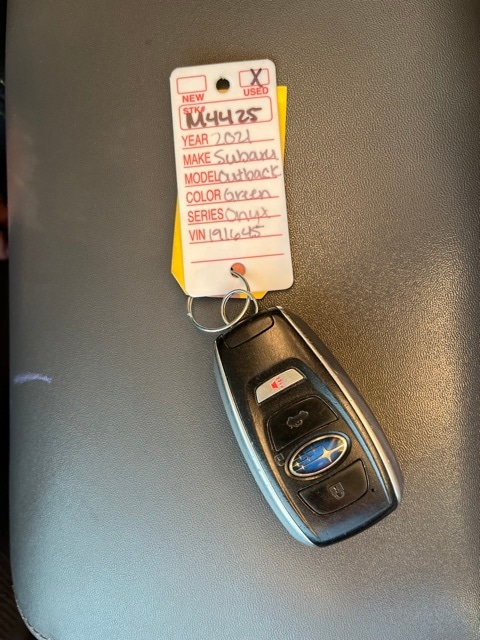 X
NEW USED
STK#
M4425
YEAR 2021
MAKE Subaru
MODEL Outback
COLOR Green
SERIES Onyx
VIN 191645